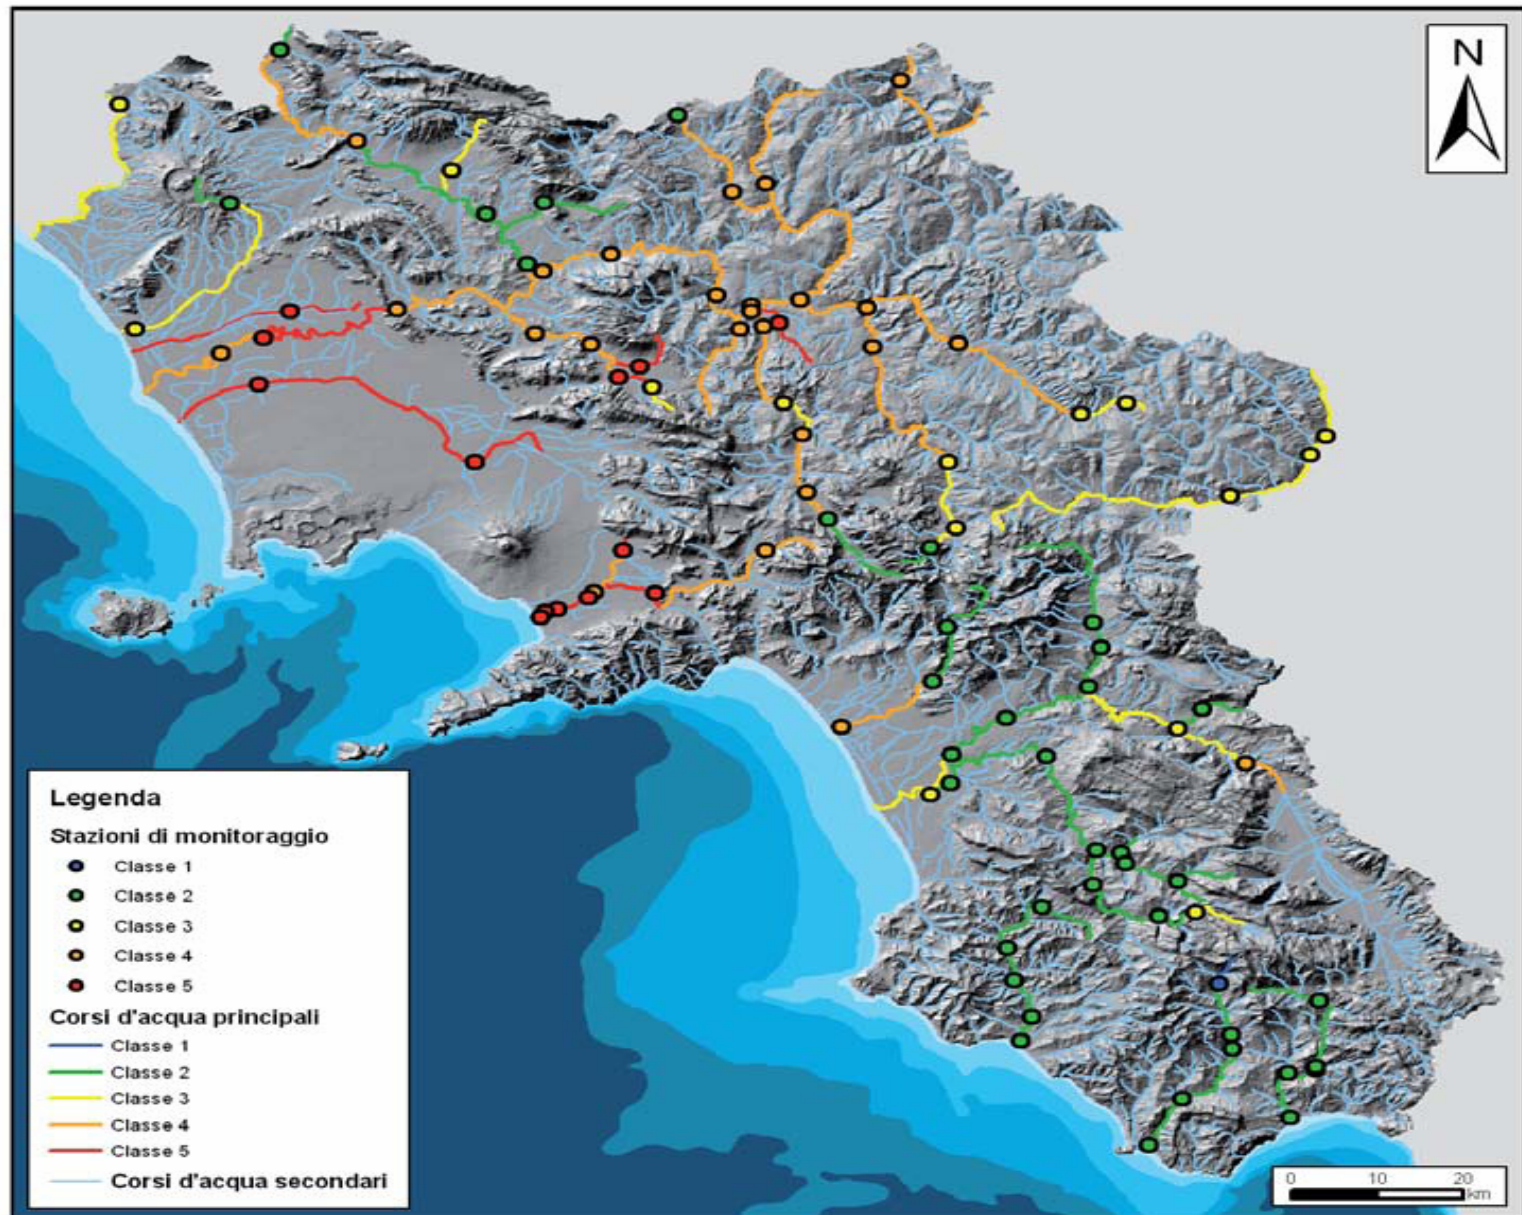 N
Legenda
Stazioni di monitoraggio
Classe 1
Classe 2
Classe 3
Classe 4
Classe 5
Corsi d'acqua principali
Classe 1
Classe 2
Classe 3
Classe 4
Classe 5
Corsi d'acqua secondari
0 10 20
km